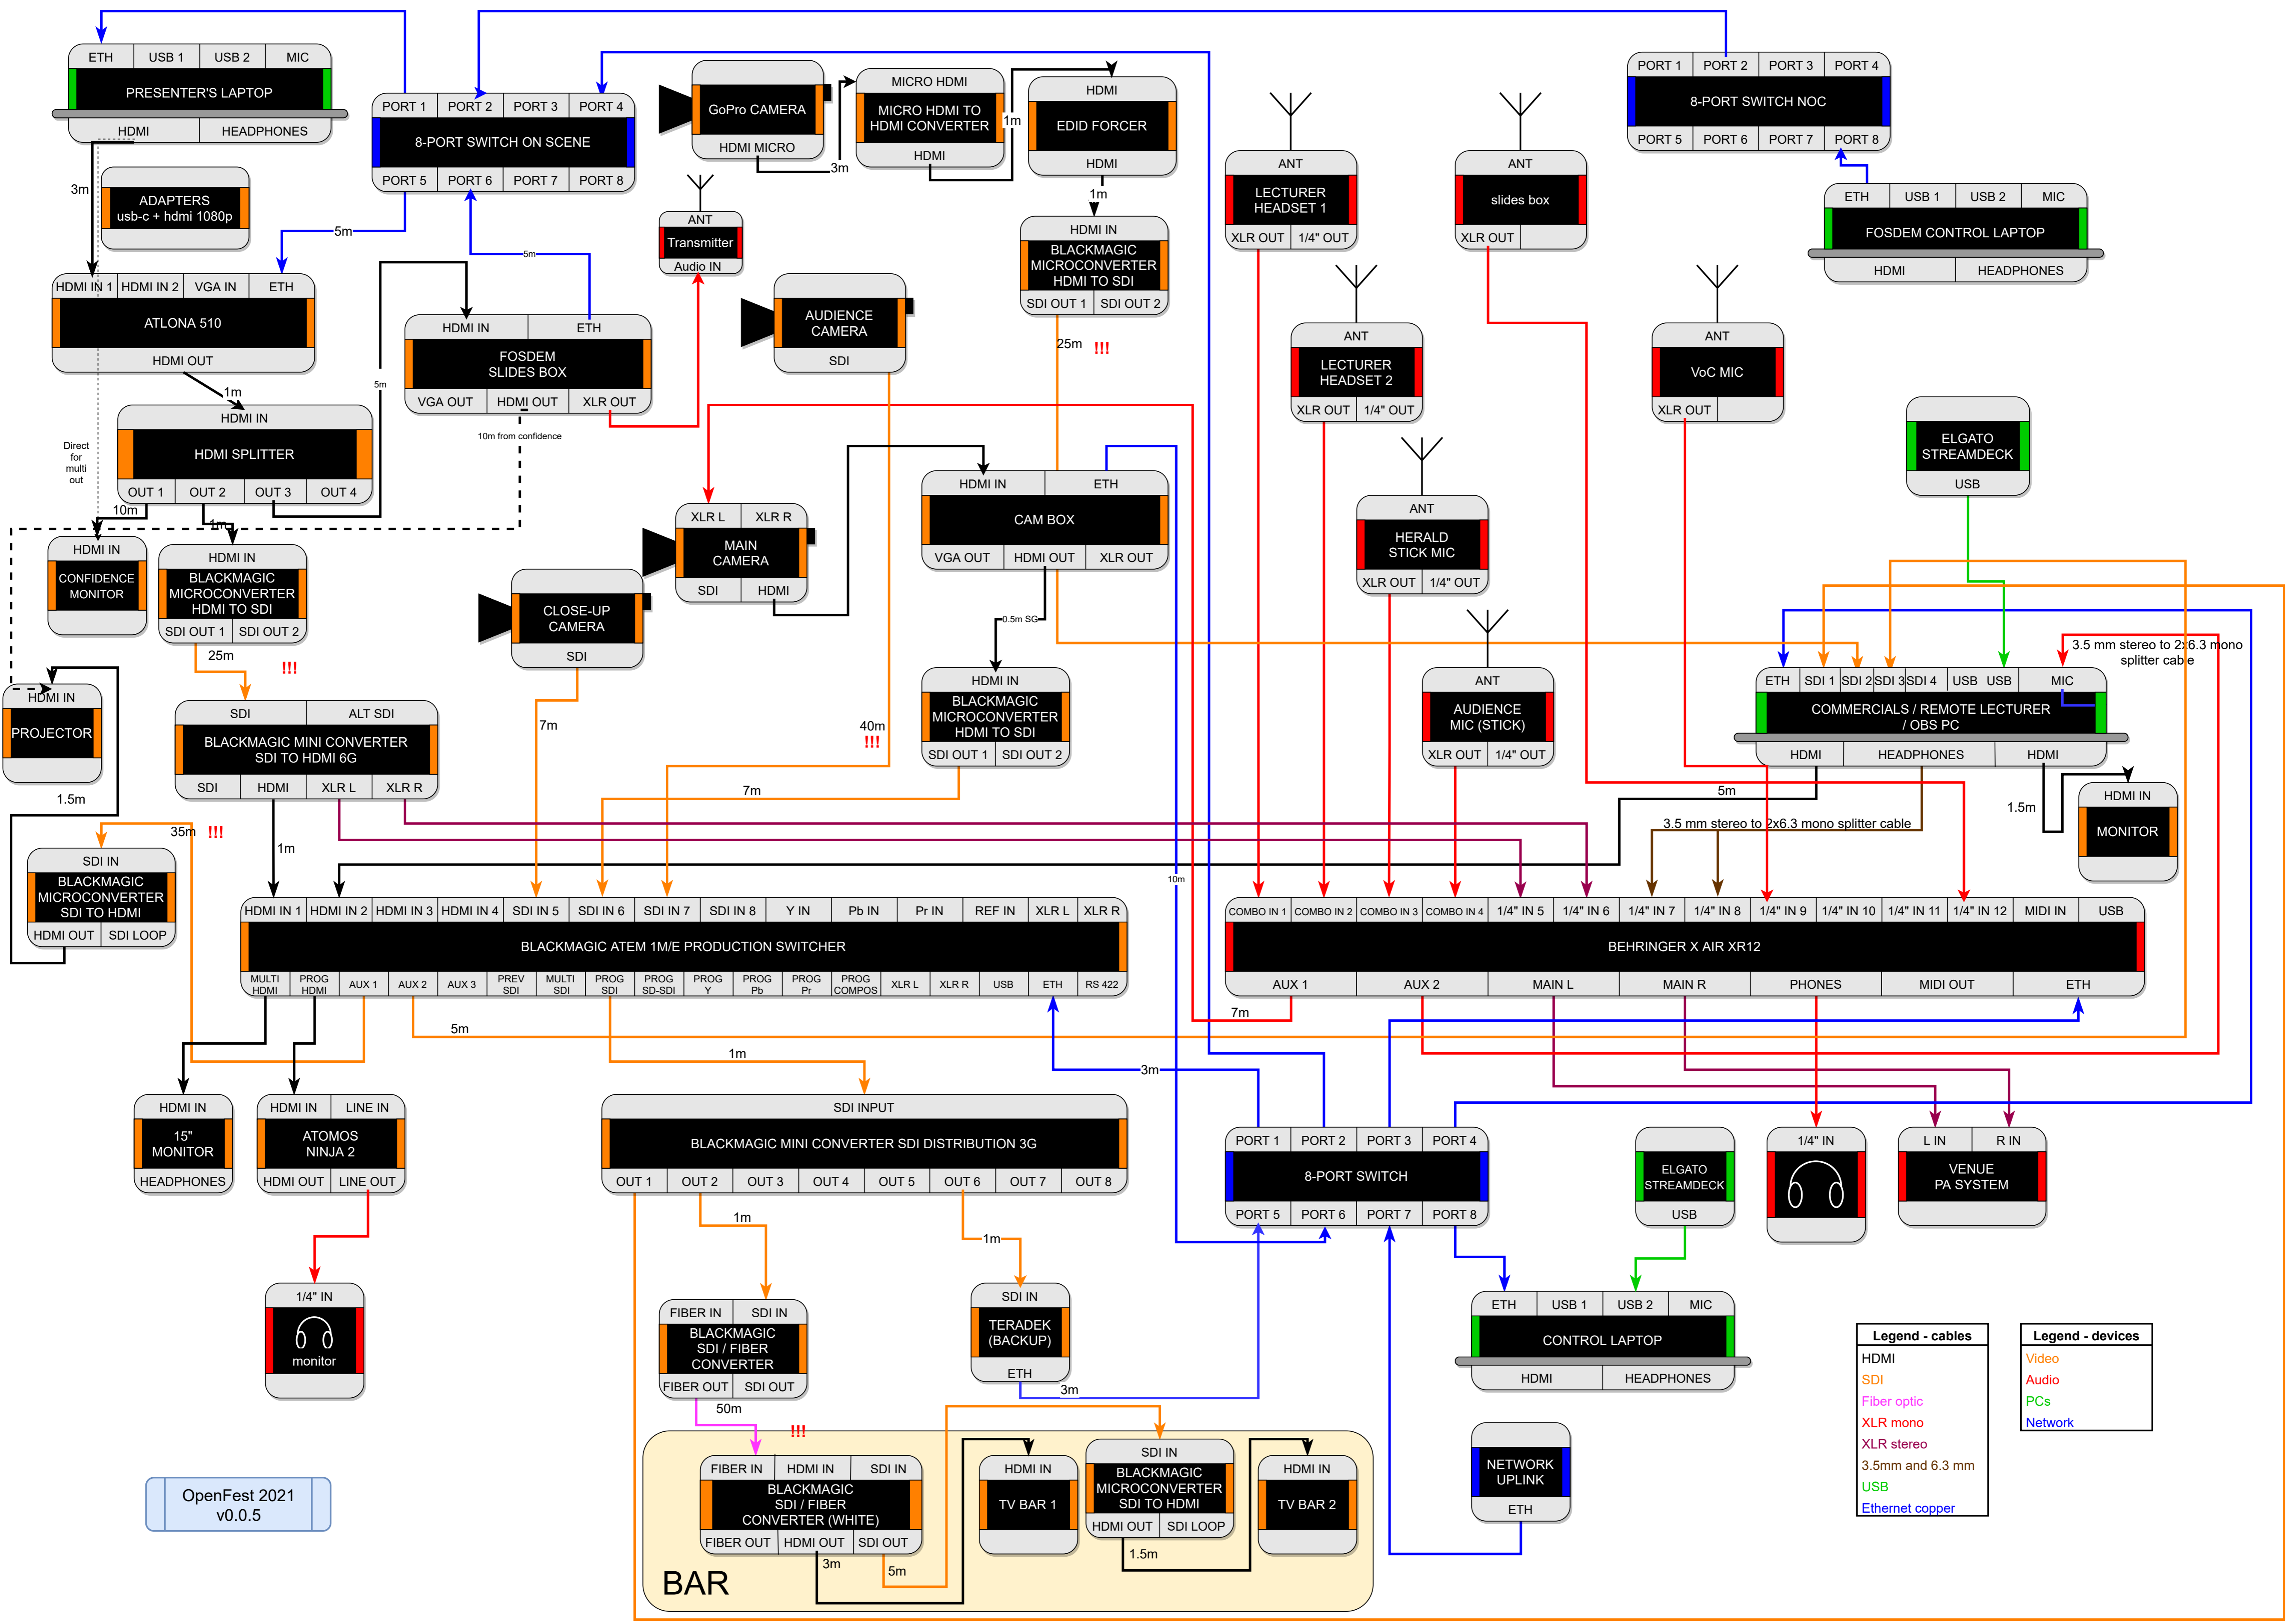 ETH
USB 1
USB 2
MIC
PRESENTER'S LAPTOP
HDMI
HEADPHONES
3m
ADAPTERS
usb-c + hdmi 1080p
PORT 1
PORT 2
PORT 3
PORT 4
8-PORT SWITCH ON SCENE
PORT 5
PORT 6
PORT 7
PORT 8
5m
5m
GoPro CAMERA
HDMI MICRO
3m
MICRO HDMI
MICRO HDMI TO
HDMI CONVERTER
HDMI
1m
HDMI
EDID FORCER
HDMI
1m
HDMI IN
BLACKMAGIC
MICROCONVERTER
HDMI TO SDI
SDI OUT 1
SDI OUT 2
25m
!!!
ANT
Transmitter
Audio IN
AUDIENCE
CAMERA
SDI
ANT
LECTURER
HEADSET 1
XLR OUT
1/4" OUT
ANT
slides box
XLR OUT
PORT 1
PORT 2
PORT 3
PORT 4
8-PORT SWITCH NOC
PORT 5
PORT 6
PORT 7
PORT 8
ETH
USB 1
USB 2
MIC
FOSDEM CONTROL LAPTOP
HDMI
HEADPHONES
HDMI IN 1
HDMI IN 2
VGA IN
ETH
ATLONA 510
HDMI OUT
1m
HDMI IN
HDMI SPLITTER
OUT 1
OUT 2
OUT 3
OUT 4
5m
Direct
for
multi
out
10m
1m
HDMI IN
ETH
FOSDEM
SLIDES BOX
VGA OUT
HDMI OUT
XLR OUT
10m from confidence
ANT
LECTURER
HEADSET 2
XLR OUT
1/4" OUT
ANT
VoC MIC
XLR OUT
ELGATO
STREAMDECK
USB
HDMI IN
CONFIDENCE
MONITOR
HDMI IN
BLACKMAGIC
MICROCONVERTER
HDMI TO SDI
SDI OUT 1
SDI OUT 2
25m
!!!
XLR L
XLR R
MAIN
CAMERA
SDI
HDMI
HDMI IN
ETH
CAM BOX
VGA OUT
HDMI OUT
XLR OUT
0.5m SG
CLOSE-UP
CAMERA
SDI
7m
40m
!!!
HDMI IN
BLACKMAGIC
MICROCONVERTER
HDMI TO SDI
SDI OUT 1
SDI OUT 2
7m
ANT
HERALD
STICK MIC
XLR OUT
1/4" OUT
ANT
AUDIENCE
MIC (STICK)
XLR OUT
1/4" OUT
3.5 mm stereo to 2x6.3 mono
splitter cable
ETH
SDI 1
SDI 2
SDI 3
SDI 4
USB
USB
MIC
COMMERCIALS / REMOTE LECTURER
/ OBS PC
HDMI
HEADPHONES
HDMI
5m
1.5m
3.5 mm stereo to 2x6.3 mono splitter cable
HDMI IN
MONITOR
HDMI IN
PROJECTOR
1.5m
SDI
ALT SDI
BLACKMAGIC MINI CONVERTER
SDI TO HDMI 6G
SDI
HDMI
XLR L
XLR R
35m
!!!
1m
SDI IN
BLACKMAGIC
MICROCONVERTER
SDI TO HDMI
HDMI OUT
SDI LOOP
10m
HDMI IN 1
HDMI IN 2
HDMI IN 3
HDMI IN 4
SDI IN 5
SDI IN 6
SDI IN 7
SDI IN 8
Y IN
Pb IN
Pr IN
REF IN
XLR L
XLR R
BLACKMAGIC ATEM 1M/E PRODUCTION SWITCHER
MULTI
HDMI
PROG
HDMI
AUX 1
AUX 2
AUX 3
PREV
SDI
MULTI
SDI
PROG
SDI
PROG
SD-SDI
PROG
Y
PROG
Pb
PROG
Pr
PROG
COMPOS
XLR L
XLR R
USB
ETH
RS 422
COMBO IN 1
COMBO IN 2
COMBO IN 3
COMBO IN 4
1/4" IN 5
1/4" IN 6
1/4" IN 7
1/4" IN 8
1/4" IN 9
1/4" IN 10
1/4" IN 11
1/4" IN 12
MIDI IN
USB
BEHRINGER X AIR XR12
AUX 1
AUX 2
MAIN L
MAIN R
PHONES
MIDI OUT
ETH
7m
5m
1m
3m
HDMI IN
15"
MONITOR
HEADPHONES
HDMI IN
LINE IN
ATOMOS
NINJA 2
HDMI OUT
LINE OUT
1/4" IN
monitor
SDI INPUT
BLACKMAGIC MINI CONVERTER SDI DISTRIBUTION 3G
OUT 1
OUT 2
OUT 3
OUT 4
OUT 5
OUT 6
OUT 7
OUT 8
1m
1m
PORT 1
PORT 2
PORT 3
PORT 4
8-PORT SWITCH
PORT 5
PORT 6
PORT 7
PORT 8
ELGATO
STREAMDECK
USB
1/4" IN
L IN
R IN
VENUE
PA SYSTEM
FIBER IN
SDI IN
BLACKMAGIC
SDI / FIBER
CONVERTER
FIBER OUT
SDI OUT
50m
!!!
SDI IN
TERADEK
(BACKUP)
ETH
3m
ETH
USB 1
USB 2
MIC
CONTROL LAPTOP
HDMI
HEADPHONES
NETWORK
UPLINK
ETH
Legend - cables
HDMI
SDI
Fiber optic
XLR mono
XLR stereo
3.5mm and 6.3 mm
USB
Ethernet copper
Legend - devices
Video
Audio
PCs
Network
FIBER IN
HDMI IN
SDI IN
BLACKMAGIC
SDI / FIBER
CONVERTER (WHITE)
FIBER OUT
HDMI OUT
SDI OUT
3m
5m
HDMI IN
TV BAR 1
SDI IN
BLACKMAGIC
MICROCONVERTER
SDI TO HDMI
HDMI OUT
SDI LOOP
1.5m
HDMI IN
TV BAR 2
BAR
OpenFest 2021
v0.0.5